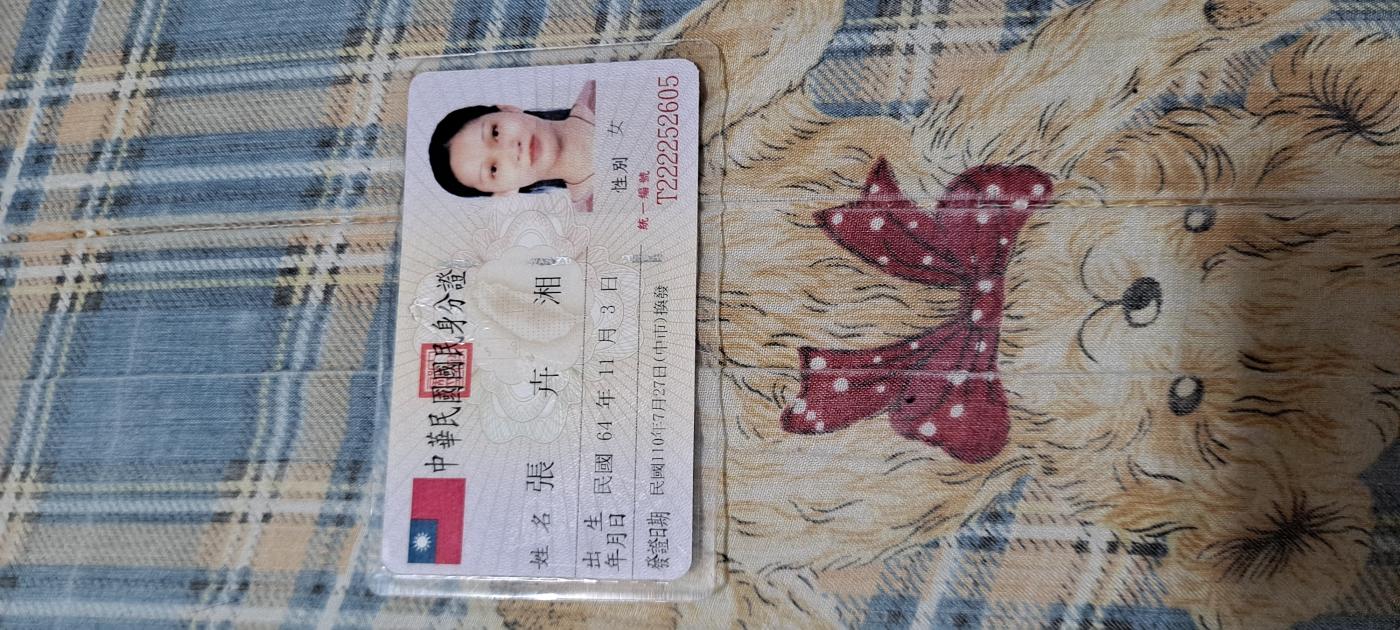 中華民國國民身分證
姓名 張 卉 湘
出生年月日 民國 64 年 11 月 3 日
性別 女
發證日期 民國110年7月27日(中市)換發
統一編號
T222252605